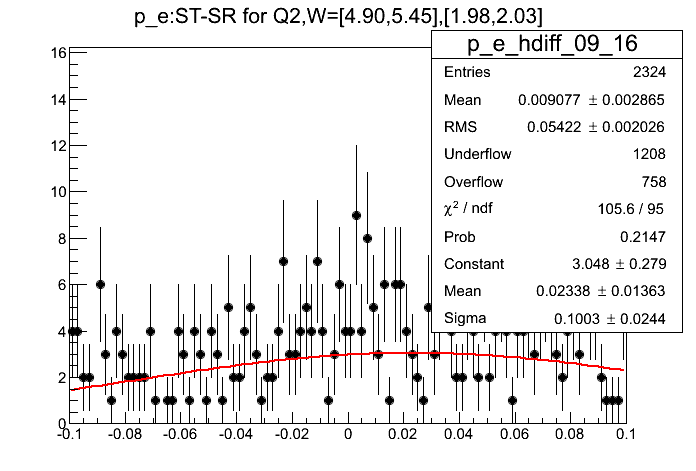 p_e:ST-SR for Q2,W=[4.90,5.45],[1.98,2.03]
p_e_hdiff_09_16
Entries 2324
Mean 0.009077 ± 0.002865
RMS 0.05422 ± 0.002026
Underflow 1208
Overflow 758
χ² / ndf 105.6 / 95
Prob 0.2147
Constant 3.048 ± 0.279
Mean 0.02338 ± 0.01363
Sigma 0.1003 ± 0.0244
16
14
12
10
8
6
4
2
0
-0.1 -0.08 -0.06 -0.04 -0.02 0 0.02 0.04 0.06 0.08 0.1